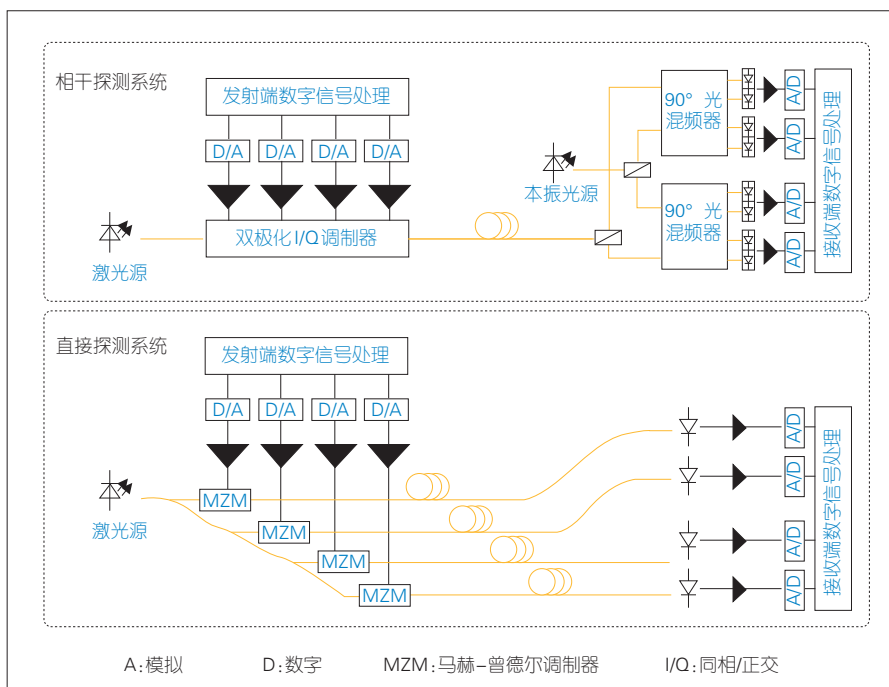 相干探测系统
发射端数字信号处理
D/A D/A D/A D/A
双极化I/Q调制器
激光源
本振光源
90° 光
混频器
90° 光
混频器
A/D
A/D
A/D
A/D
接收端数字信号处理
直接探测系统
发射端数字信号处理
D/A D/A D/A D/A
激光源
MZM
MZM
MZM
MZM
A/D
A/D
A/D
A/D
接收端数字信号处理
A:模拟 D:数字 MZM:马赫-曾德尔调制器 I/Q:同相/正交